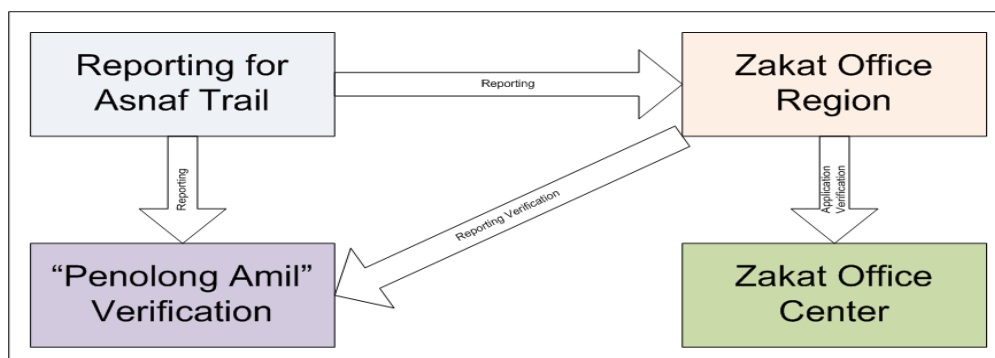 Reporting for
Asnaf Trail
Reporting
Zakat Office
Region
Reporting
Reporting Verification
Application
Verification
“Penolong Amil”
Verification
Zakat Office
Center